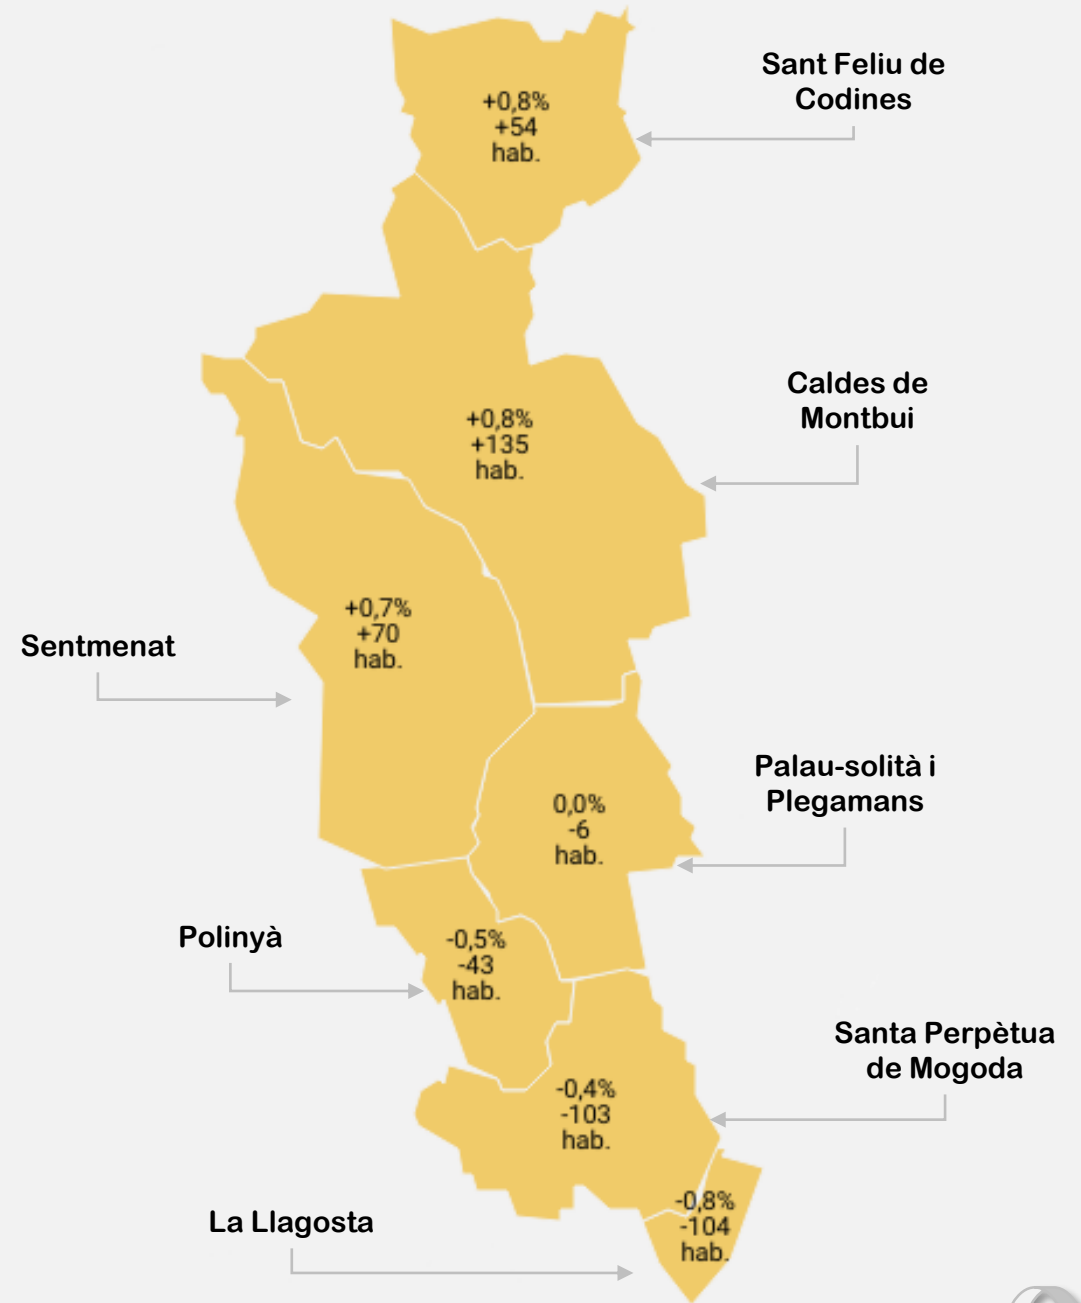 Sant Feliu de
Codines
+0,8%
+54
hab.
Caldes de
Montbui
+0,8%
+135
hab.
+0,7%
+70
hab.
Sentmenat
Palau-solità i
Plegamans
0,0%
-6
hab.
Polinyà
-0,5%
-43
hab.
Santa Perpètua
de Mogoda
-0,4%
-103
hab.
La Llagosta
-0,8%
-104
hab.